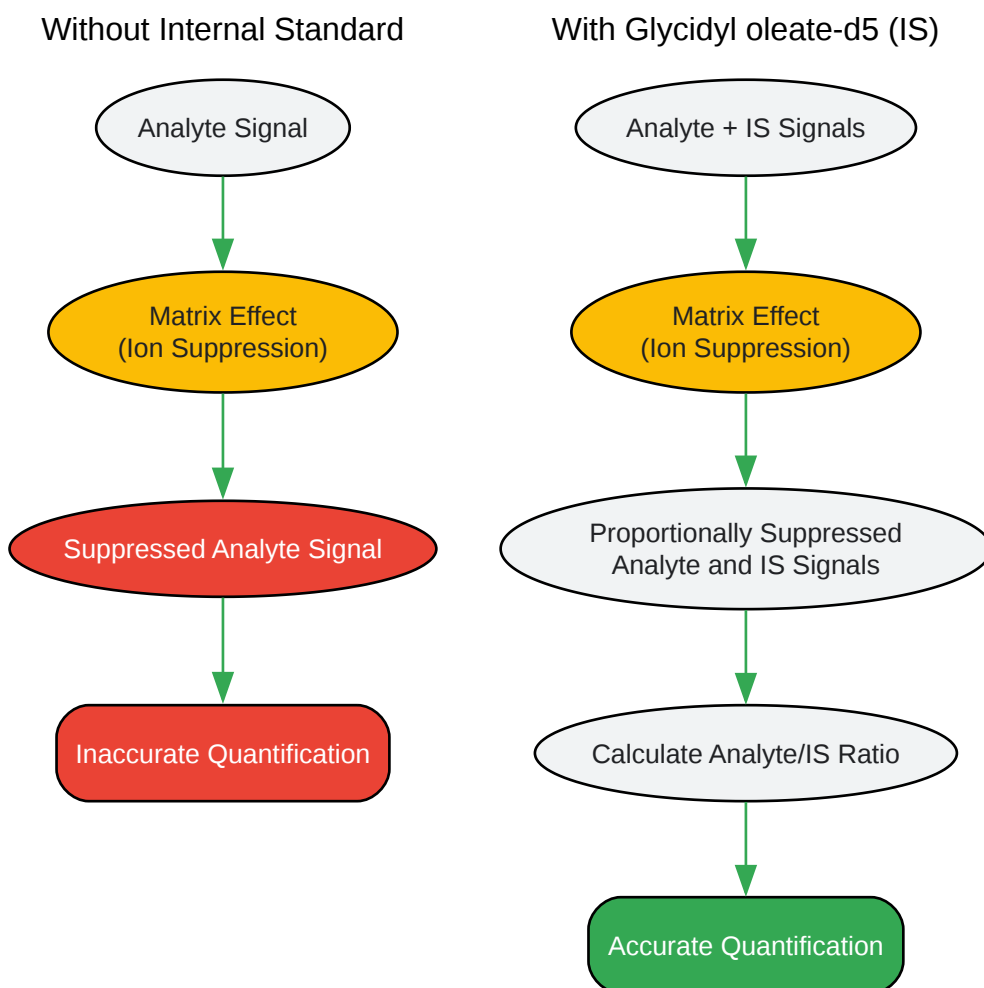 Without Internal Standard
Analyte Signal
Matrix Effect
(Ion Suppression)
Suppressed Analyte Signal
Inaccurate Quantification
With Glycidyl oleate-d5 (IS)
Analyte + IS Signals
Matrix Effect
(Ion Suppression)
Proportionally Suppressed
Analyte and IS Signals
Calculate Analyte/IS Ratio
Accurate Quantification